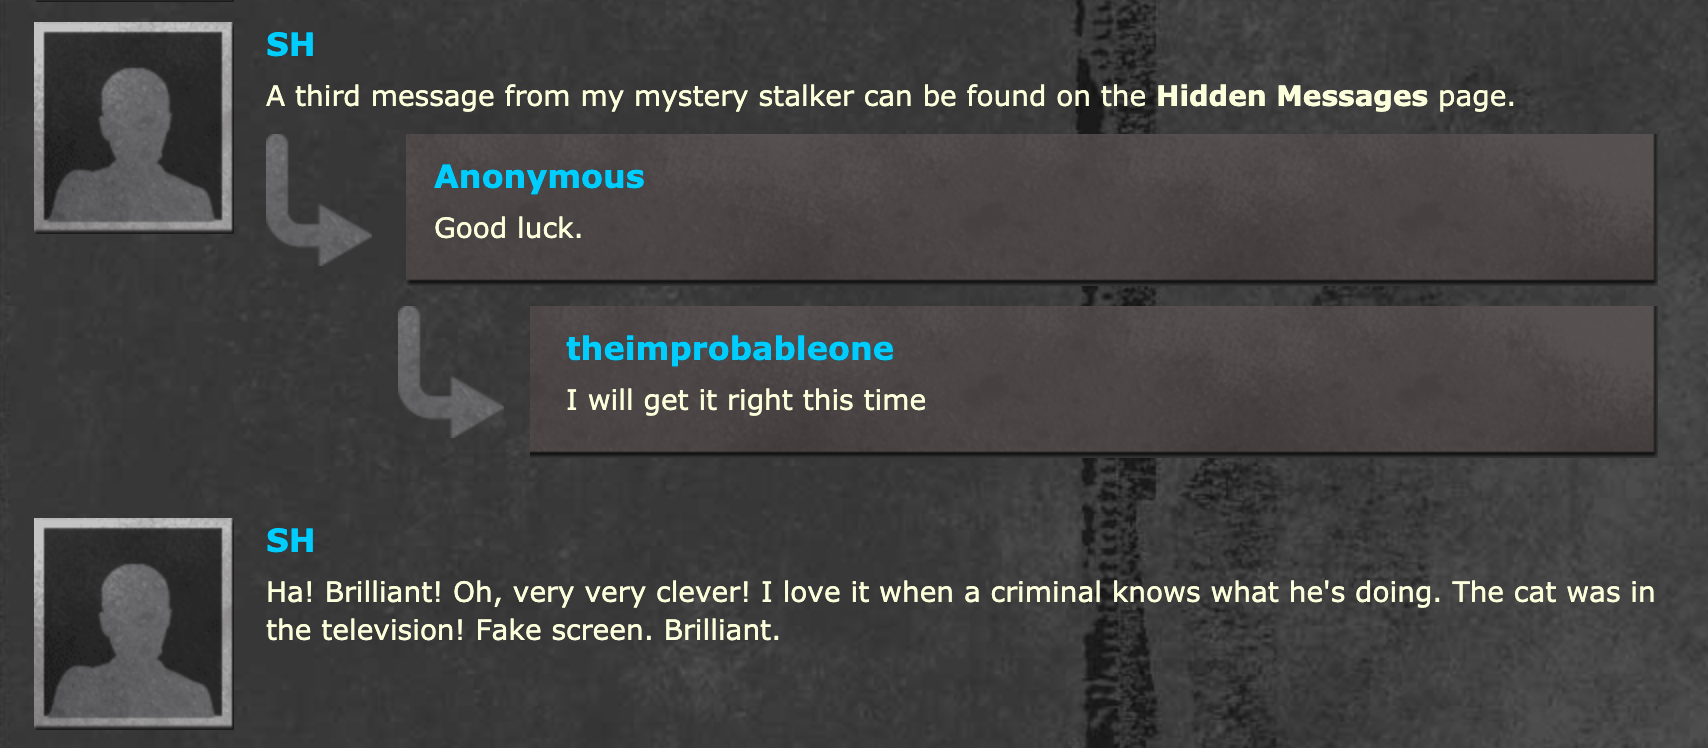 SH
A third message from my mystery stalker can be found on the Hidden Messages page.
Anonymous
Good luck.
theimprobableone
I will get it right this time
SH
Ha! Brilliant! Oh, very very clever! I love it when a criminal knows what he's doing. The cat was in
the television! Fake screen. Brilliant.